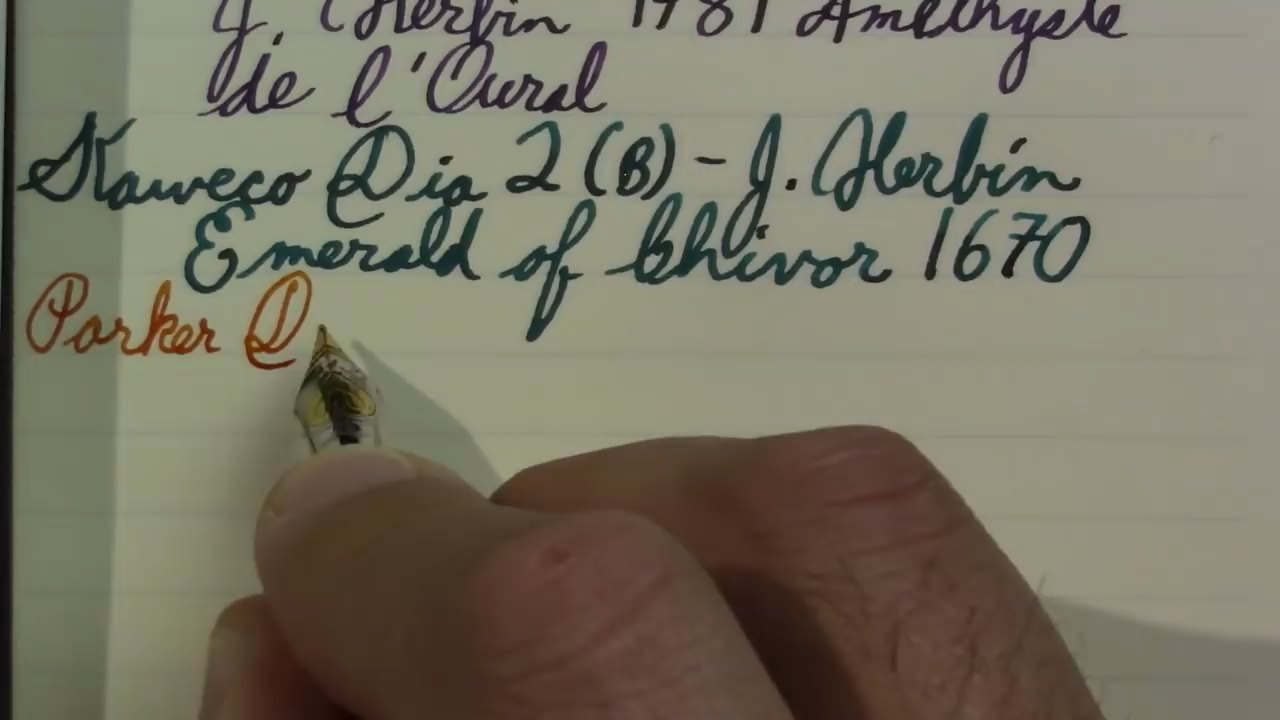 J. Herbin 1981 Amethyste
de l'Oural
Kaweco Dia 2 (B) - J. Herbin
Emerald of Chivor 1670
Parker D